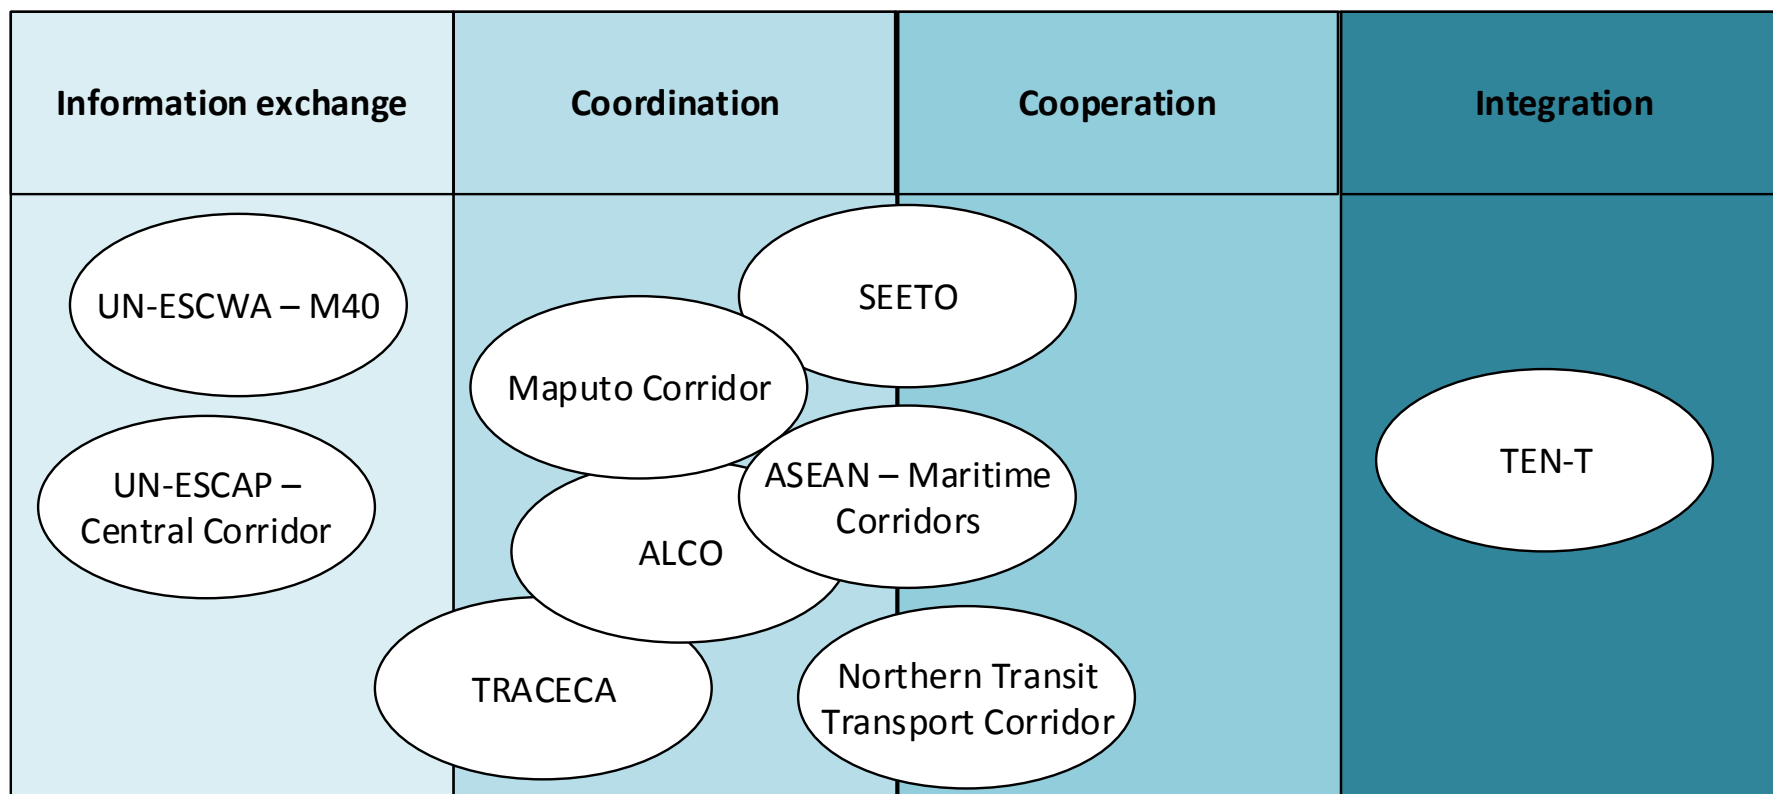 Information exchange
Coordination
Cooperation
Integration
UN-ESCWA – M40
SEETO
Maputo Corridor
TEN-T
UN-ESCAP –
Central Corridor
ASEAN – Maritime
Corridors
ALCO
TRACECA
Northern Transit
Transport Corridor